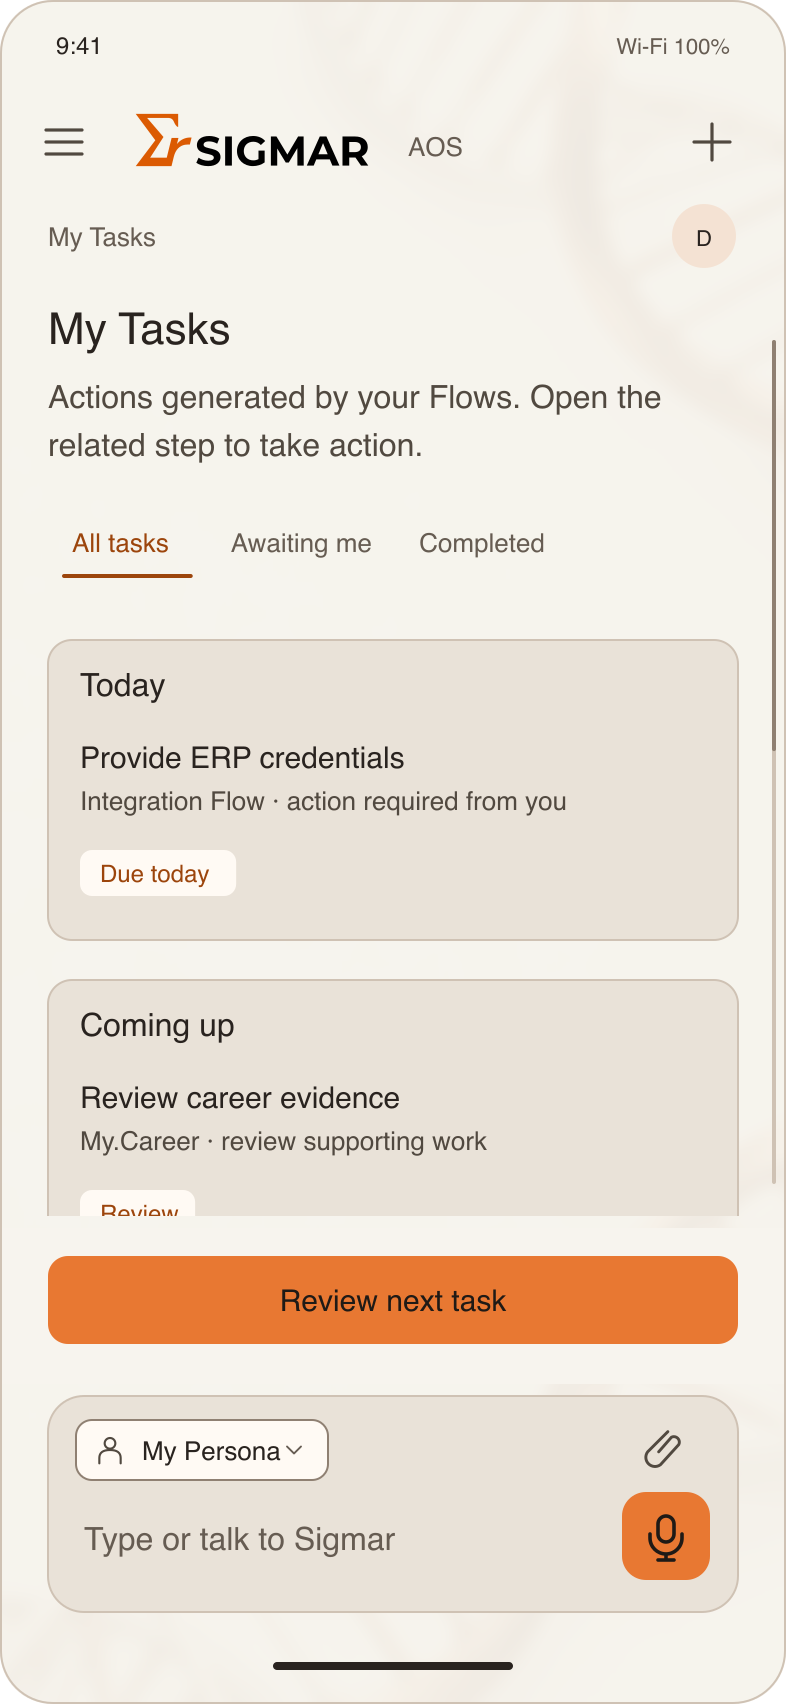 9:41
Wi-Fi 100%
Σr SIGMAR
AOS
My Tasks
D
My Tasks
Actions generated by your Flows. Open the
related step to take action.
All tasks
Awaiting me
Completed
Today
Provide ERP credentials
Integration Flow · action required from you
Due today
Coming up
Review career evidence
My.Career · review supporting work
Review
Review next task
My Persona
Type or talk to Sigmar